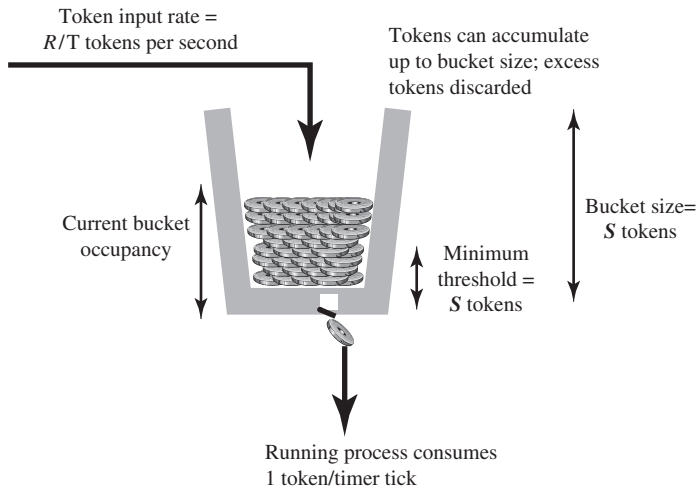 Token input rate =
R/T tokens per second
Tokens can accumulate
up to bucket size; excess
tokens discarded
Current bucket
occupancy
Bucket size=
S tokens
Minimum
threshold =
S tokens
Running process consumes
1 token/timer tick